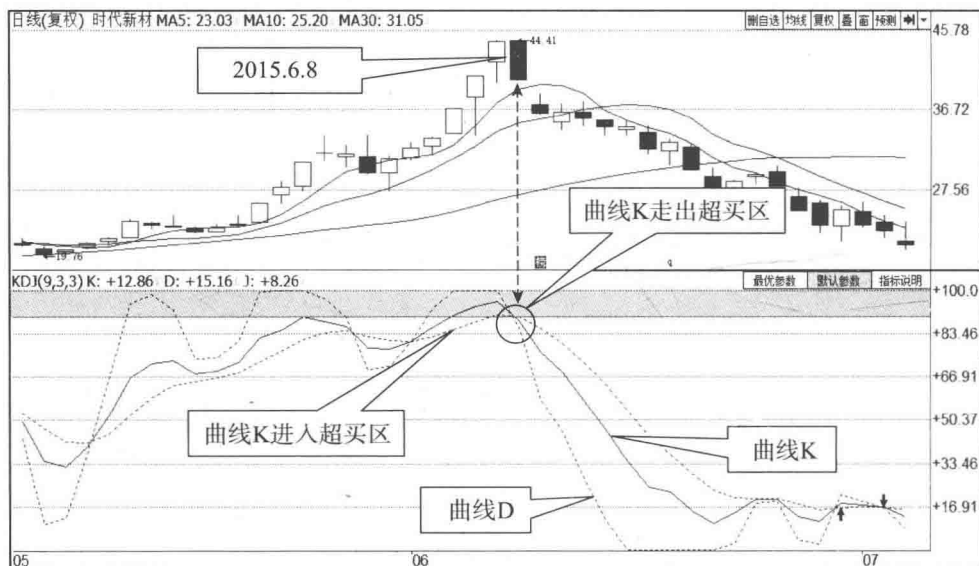 日线(复权) 时代新材 MA5: 23.03 MA10: 25.20 MA30: 31.05
删自选 均线 复权 叠 窗 预测
45.78
44.41
2015.6.8
36.72
27.56
曲线K走出超买区
19.76
KDJ(9,3,3) K: +12.86 D: +15.16 J: +8.26
最优参数 默认参数 指标说明
+100.0
+83.46
+66.91
曲线K进入超买区
+50.37
曲线K
+33.46
曲线D
+16.91
05 06 07